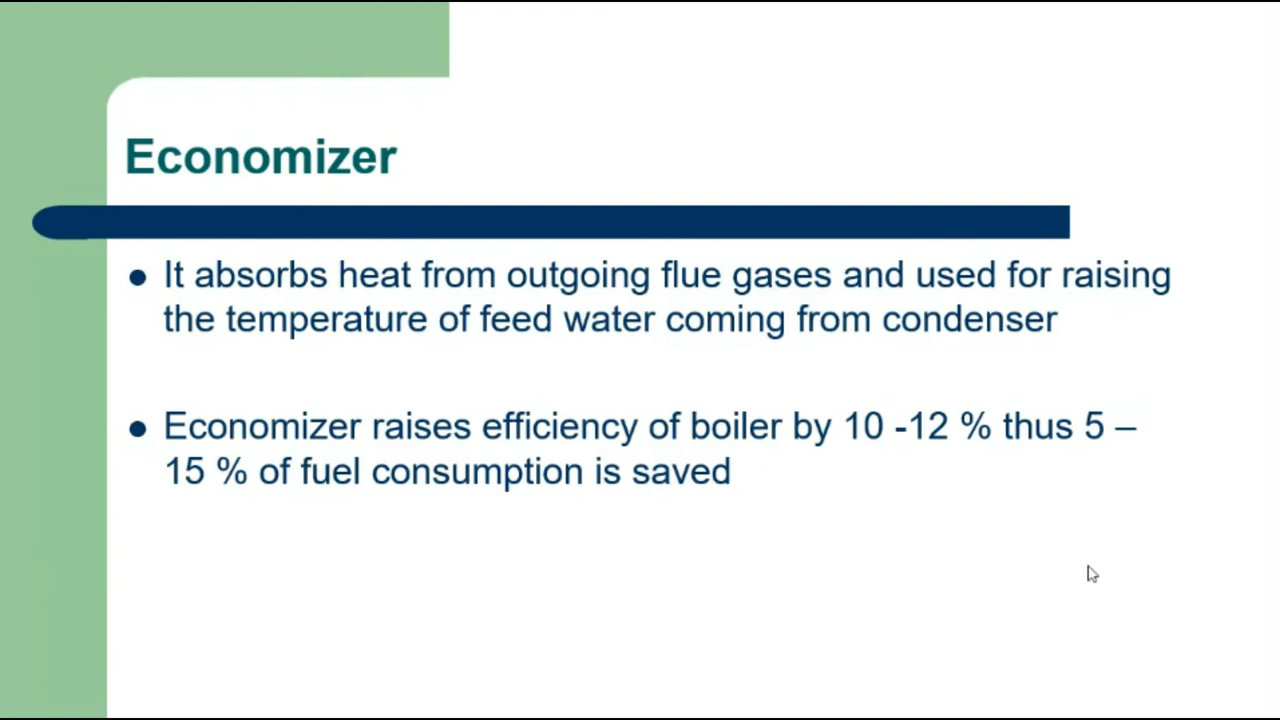 Economizer
It absorbs heat from outgoing flue gases and used for raising
the temperature of feed water coming from condenser
Economizer raises efficiency of boiler by 10 -12 % thus 5 –
15 % of fuel consumption is saved